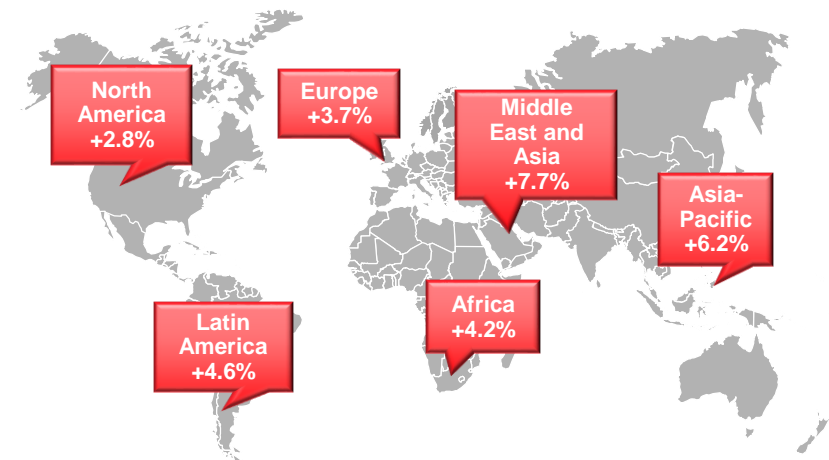 North
America
+2.8%
Europe
+3.7%
Middle
East and
Asia
+7.7%
Asia-
Pacific
+6.2%
Latin
America
+4.6%
Africa
+4.2%